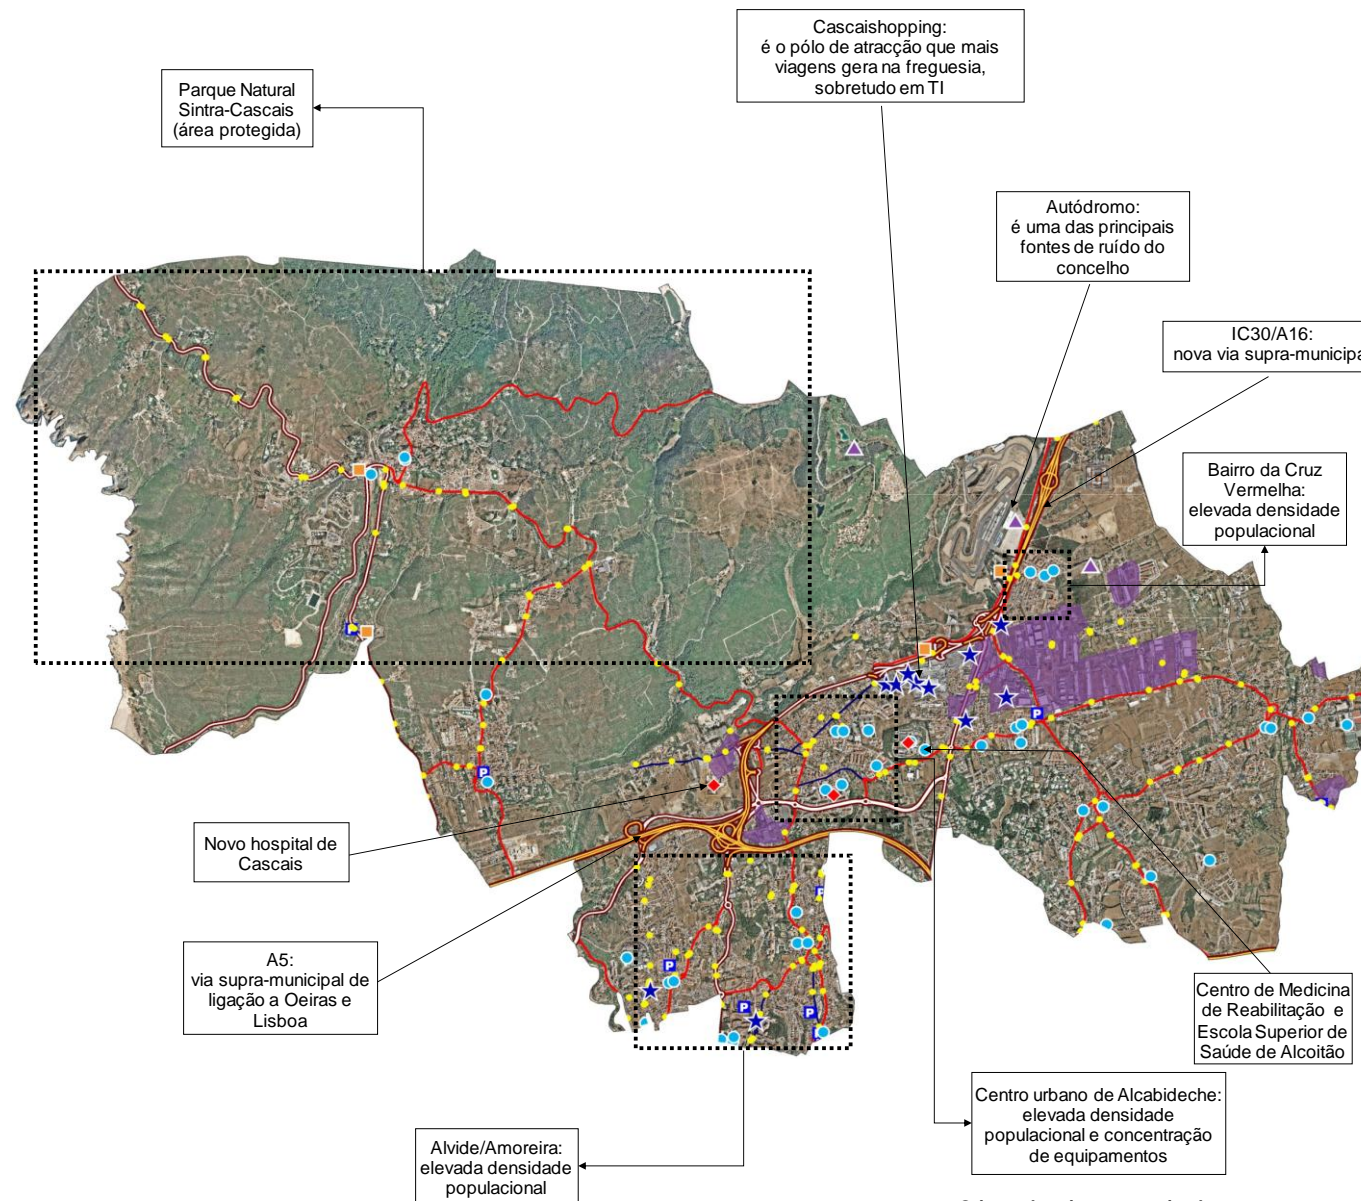 Cascaishopping:
é o pólo de atracção que mais
viagens gera na freguesia,
sobretudo em TI
Parque Natural
Sintra-Cascais
(área protegida)
Autódromo:
é uma das principais
fontes de ruído do
concelho
IC30/A16:
nova via supra-municipa
Bairro da Cruz
Vermelha:
elevada densidade
populacional
P
P
P
Novo hospital de
Cascais
A5:
via supra-municipal de
ligação a Oeiras e
Lisboa
P
P
P
P
Centro de Medicina
de Reabilitação e
Escola Superior de
Saúde de Alcoitão
Centro urbano de Alcabideche:
elevada densidade
populacional e concentração
de equipamentos
Alvide/Amoreira:
elevada densidade
populacional